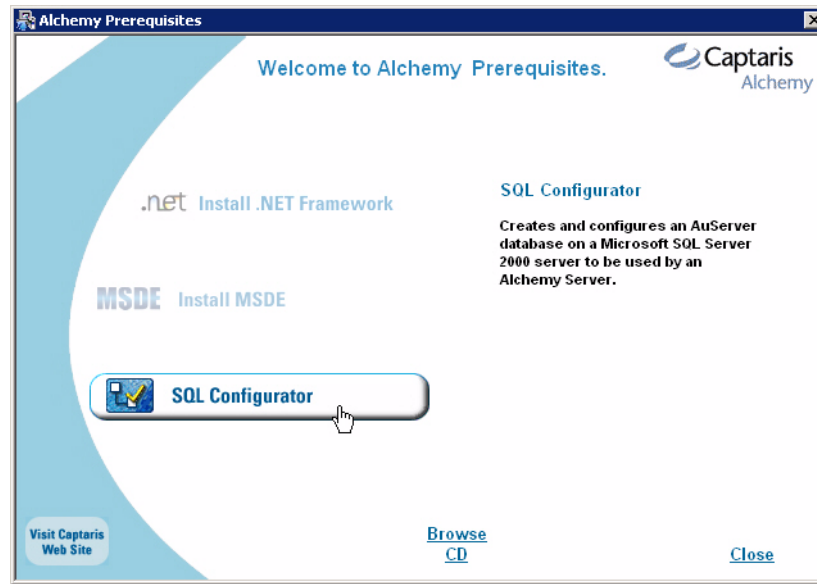 Alchemy Prerequisites
Welcome to Alchemy Prerequisites.
Captaris
Alchemy
.net Install .NET Framework
MSDE Install MSDE
SQL Configurator
SQL Configurator
Creates and configures an AuServer
database on a Microsoft SQL Server
2000 server to be used by an
Alchemy Server.
Visit Captaris
Web Site
Browse
CD
Close